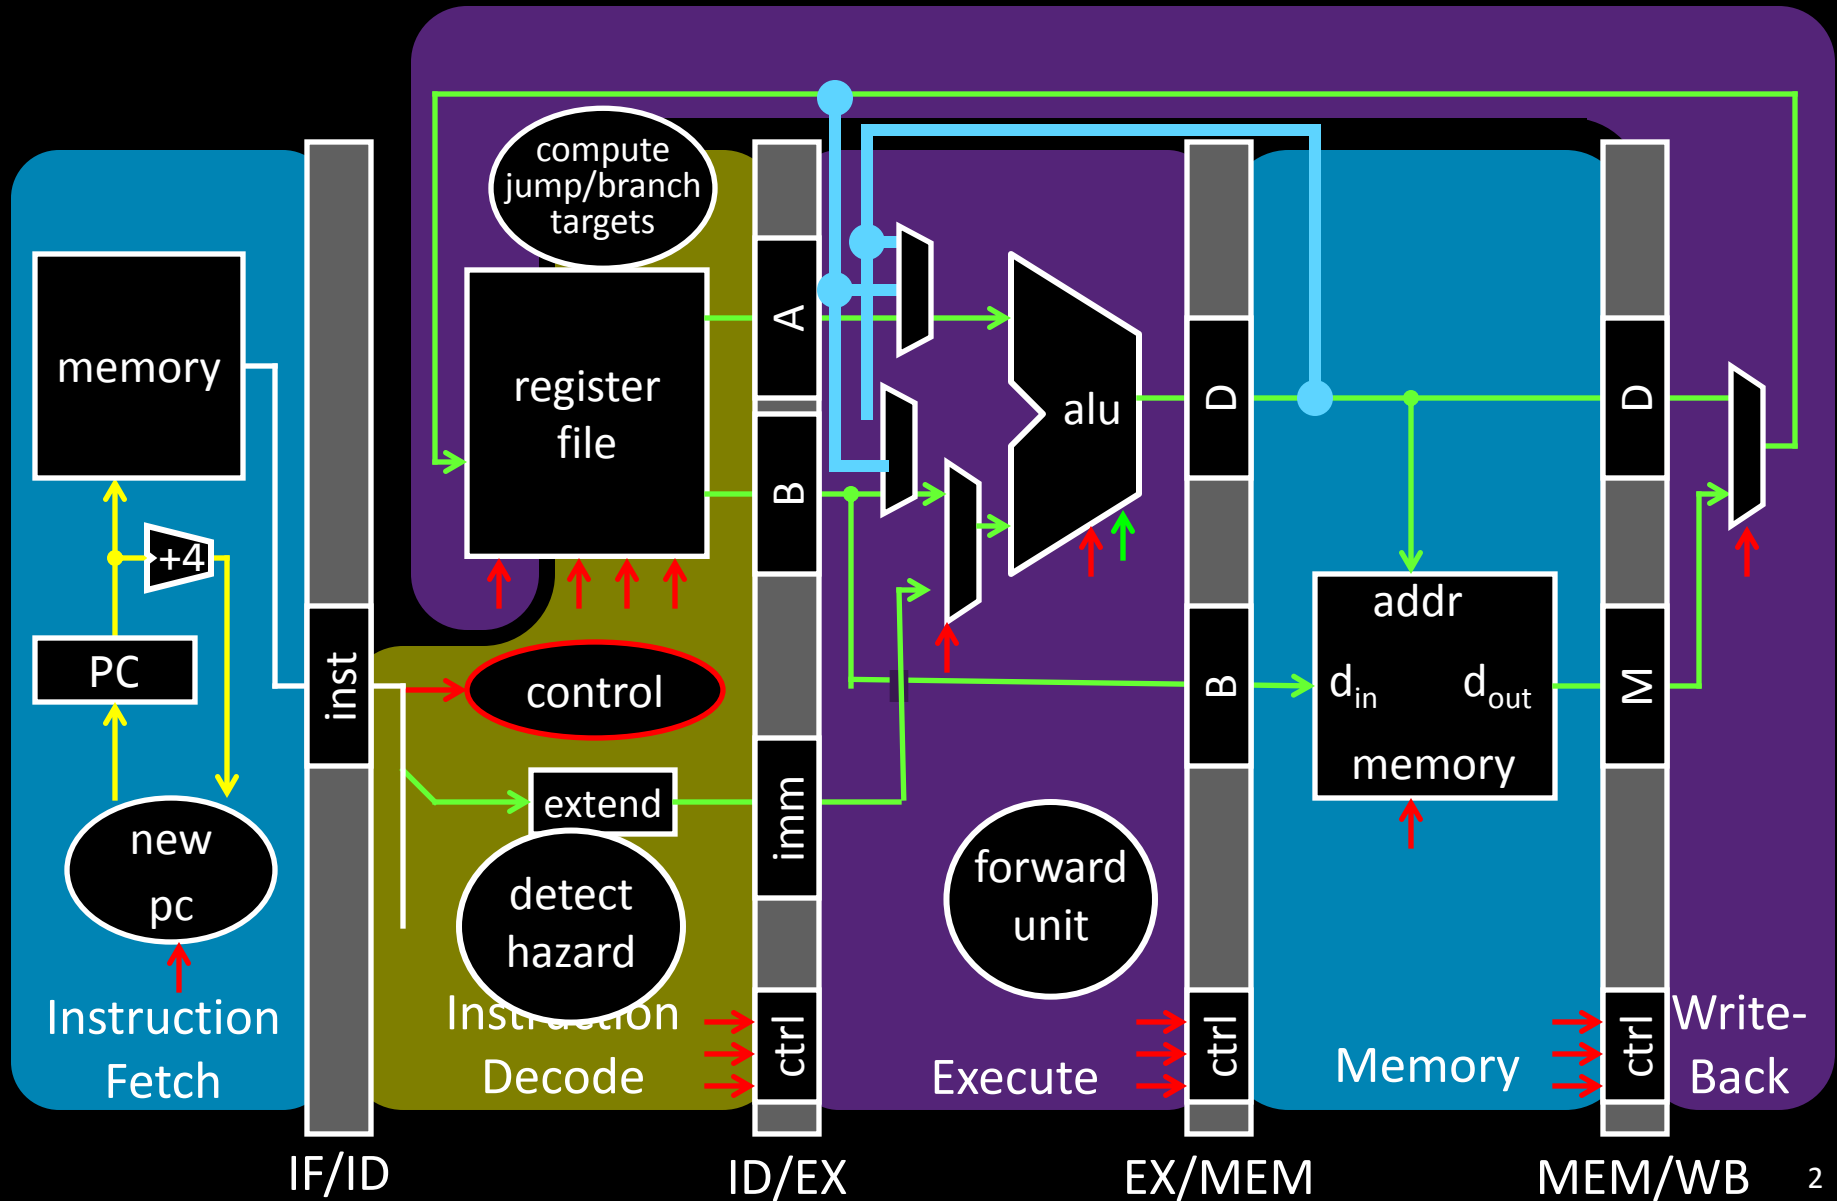 compute
jump/branch
targets
memory
register
file
A
B
alu
D
D
+4
PC
inst
control
B
addr
din
dout
memory
M
extend
imm
new
pc
detect
hazard
forward
unit
Instruction
Fetch
Instruction
Decode
ctrl
Execute
ctrl
Memory
ctrl
Write-
Back
IF/ID
ID/EX
EX/MEM
MEM/WB
2